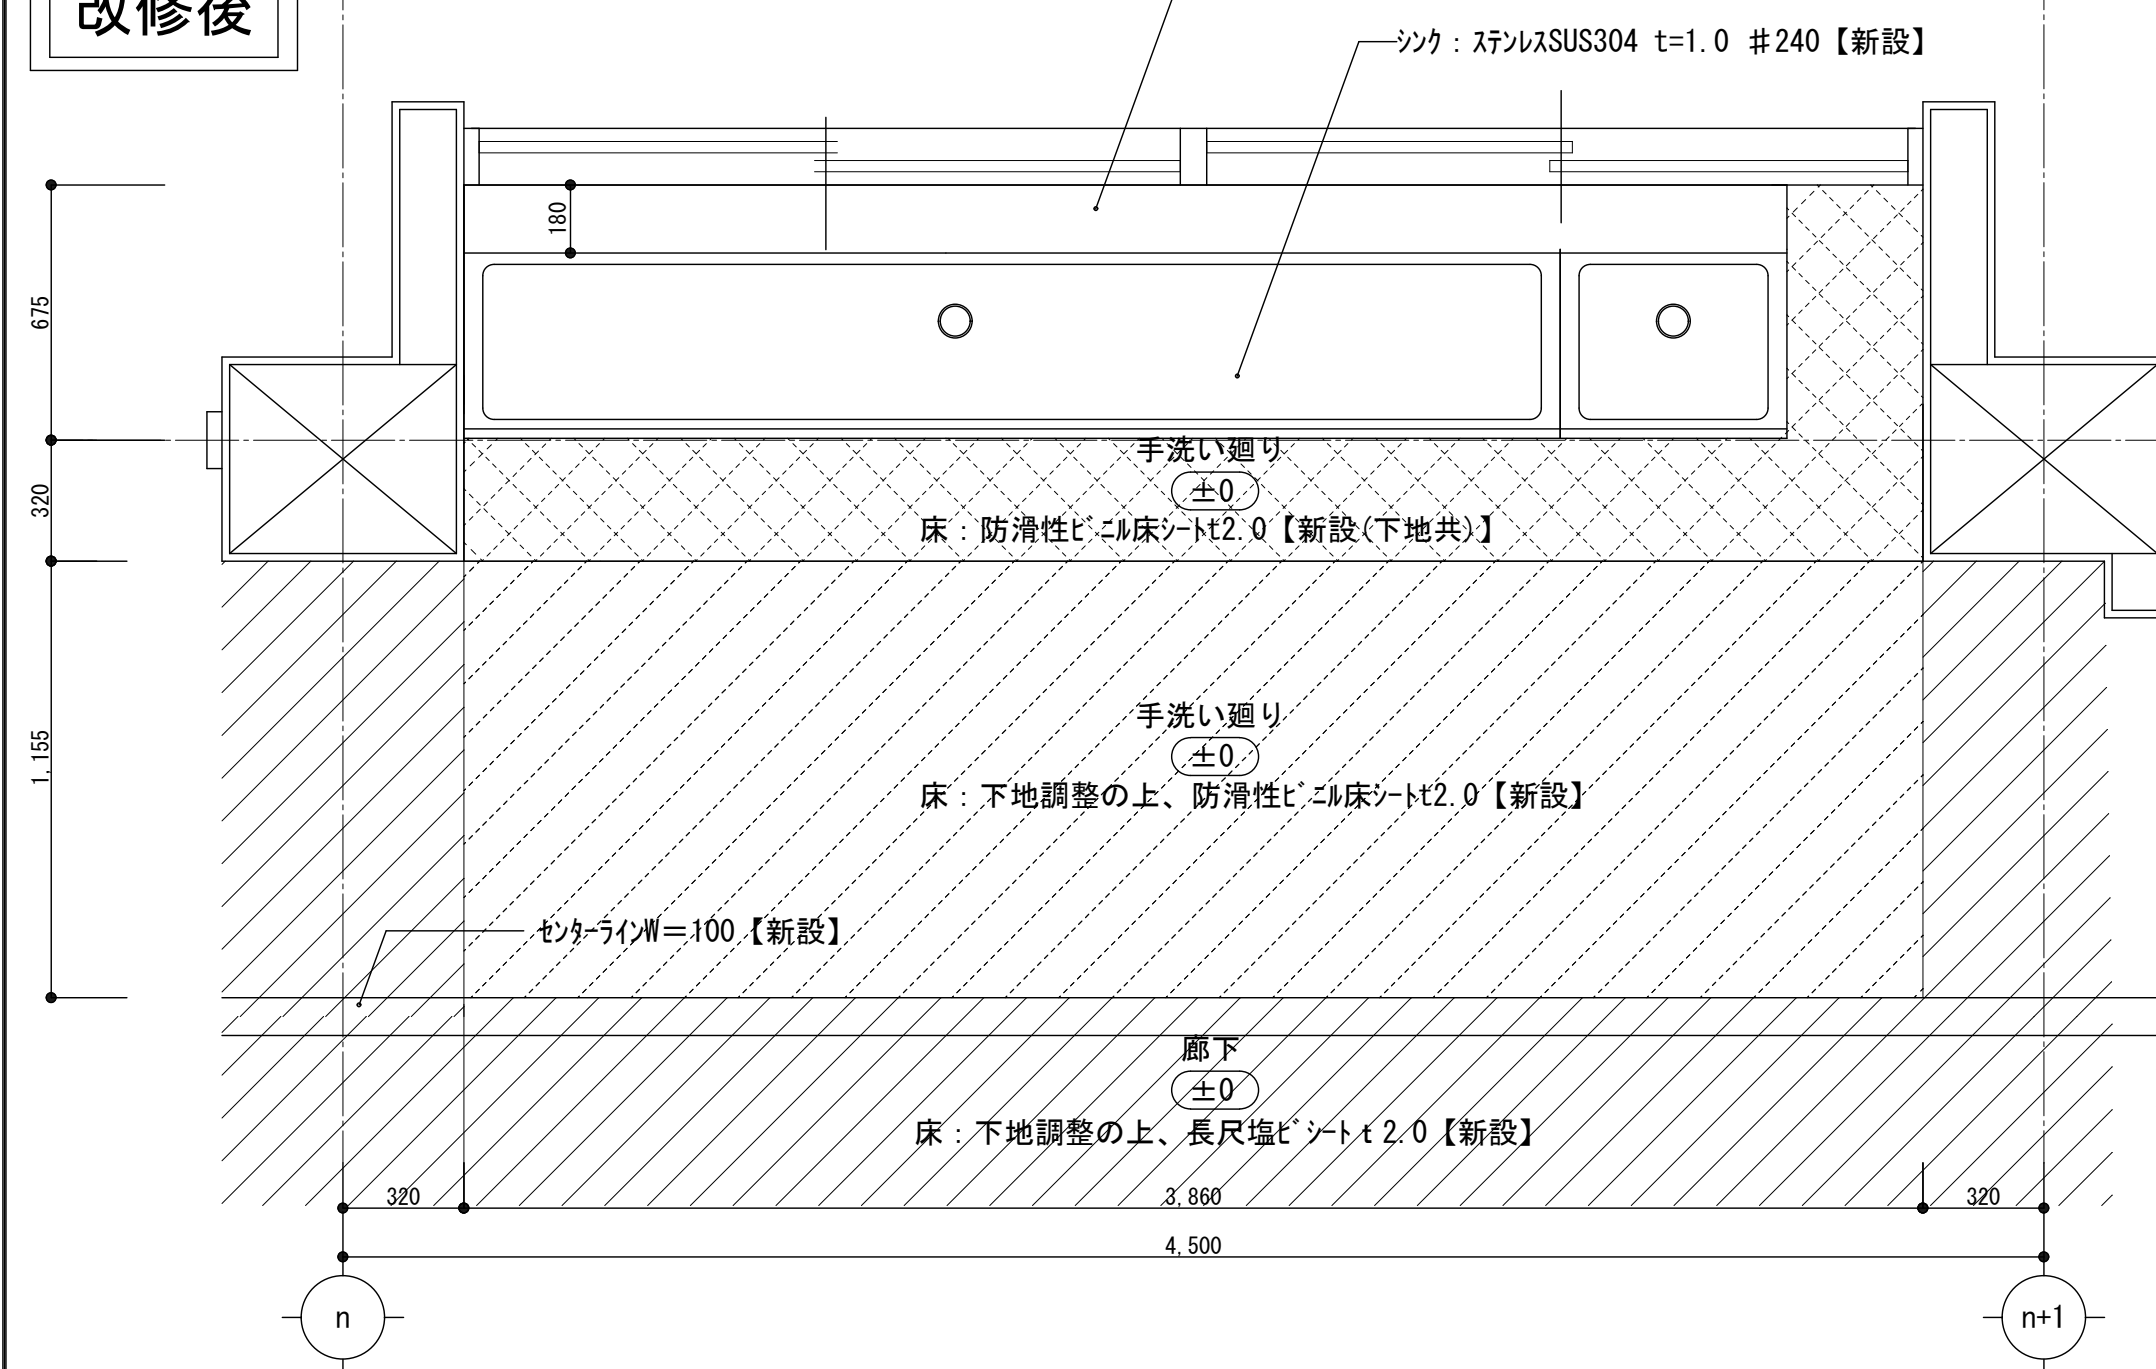 改修後
シンク：ステンレスSUS304 t=1.0 ＃240【新設】
180
675
手洗い廻り
±0
320
床：防滑性ビニル床シートt2.0【新設(下地共)】
手洗い廻り
±0
1,155
床：下地調整の上、防滑性ビニル床シートt2.0【新設】
センターラインW＝100【新設】
廊下
±0
床：下地調整の上、長尺塩ビシートｔ2.0【新設】
320
3,860
320
4,500
n
n+1